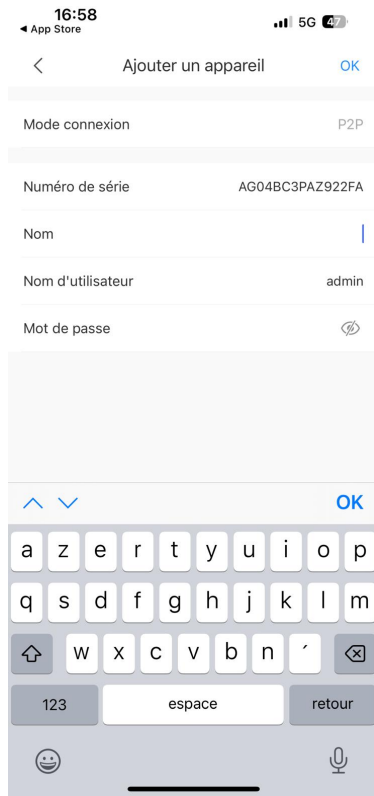 16:58
◀ App Store
5G 47
Ajouter un appareil OK
Mode connexion P2P
Numéro de série AG04BC3PAZ922FA
Nom
Nom d'utilisateur admin
Mot de passe
OK
a z e r t y u i o p
q s d f g h j k l m
w x c v b n ´
123 espace retour